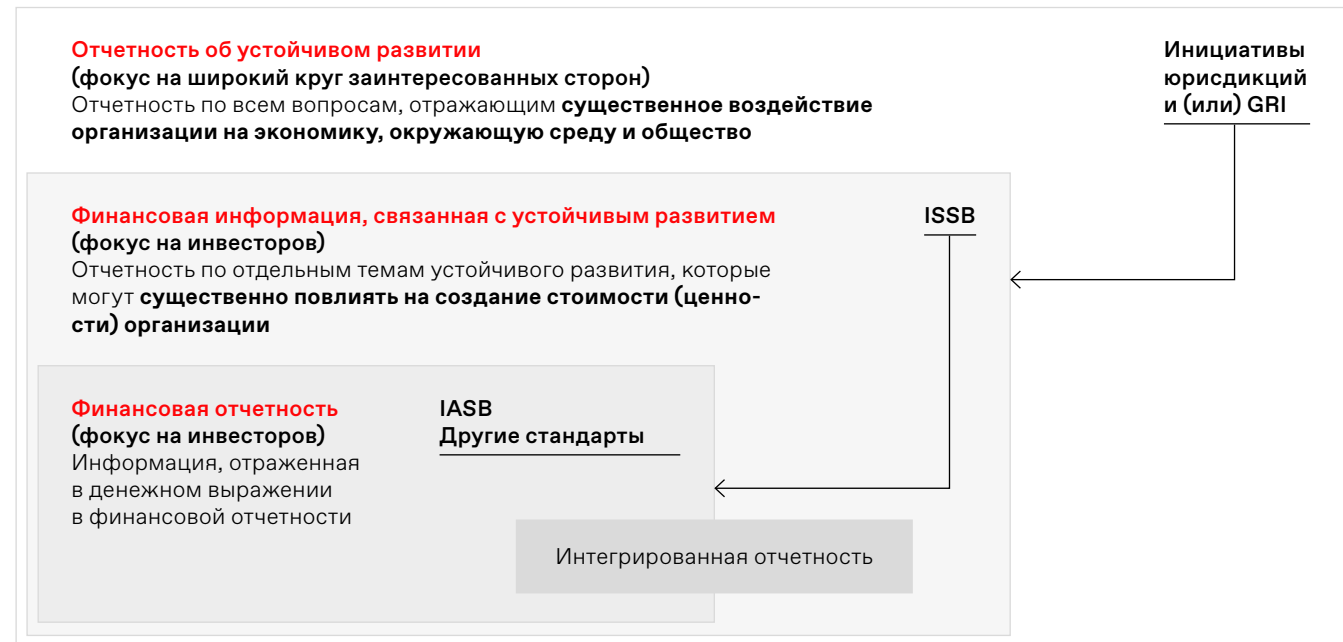 Отчетность об устойчивом развитии
(фокус на широкий круг заинтересованных сторон)
Отчетность по всем вопросам, отражающим существенное воздействие
организации на экономику, окружающую среду и общество
Инициативы
юрисдикций
и (или) GRI
Финансовая информация, связанная с устойчивым развитием
(фокус на инвесторов)
Отчетность по отдельным темам устойчивого развития, которые
могут существенно повлиять на создание стоимости (ценно-
сти) организации
ISSB
Финансовая отчетность
(фокус на инвесторов)
Информация, отраженная
в денежном выражении
в финансовой отчетности
IASB
Другие стандарты
Интегрированная отчетность